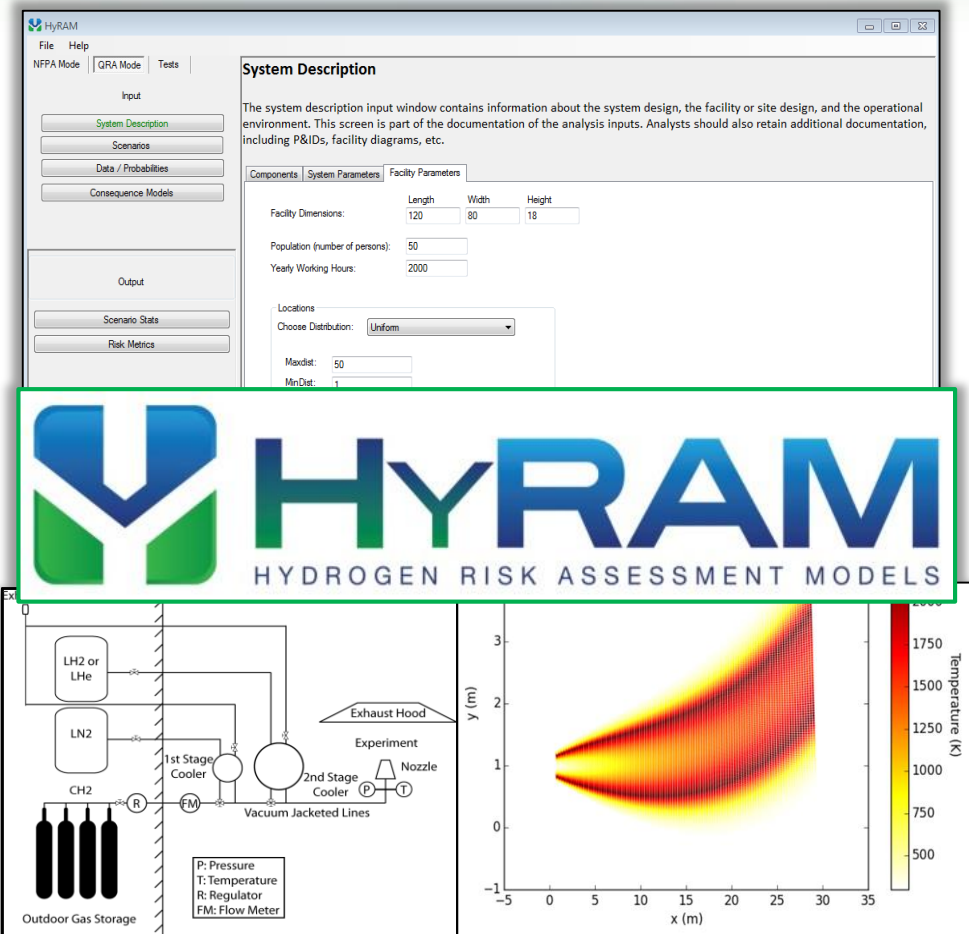 HyRAM
File Help
NFPA Mode QRA Mode Tests
Input
System Description
Scenarios
Data / Probabilities
Consequence Models
Output
Scenario Stats
Risk Metrics
System Description
The system description input window contains information about the system design, the facility or site design, and the operational
environment. This screen is part of the documentation of the analysis inputs. Analysts should also retain additional documentation,
including P&IDs, facility diagrams, etc.
Components System Parameters Facility Parameters
Length Width Height
Facility Dimensions: 120 80 18
Population (number of persons): 50
Yearly Working Hours: 2000
Locations
Choose Distribution: Uniform
Maxdist: 50
MinDist: 1
HYRAM
HYDROGEN RISK ASSESSMENT MODELS
LH2 or
LHe
LN2
CH2
Outdoor Gas Storage
R
FM
1st Stage
Cooler
2nd Stage
Cooler
Vacuum Jacketed Lines
Exhaust Hood
Experiment
Nozzle
P
T
P: Pressure
T: Temperature
R: Regulator
FM: Flow Meter
3
2
1
0
−1
y (m)
−5 0 5 10 15 20 25 30 35
x (m)
1750
1500
1250
1000
750
500
Temperature (K)